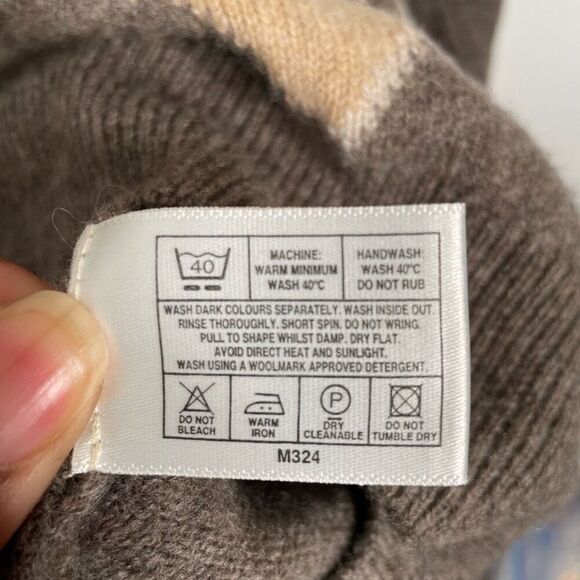 40
MACHINE:
WARM MINIMUM
WASH 40°C
HANDWASH:
WASH 40°C
DO NOT RUB
WASH DARK COLOURS SEPARATELY. WASH INSIDE OUT.
RINSE THOROUGHLY. SHORT SPIN. DO NOT WRING.
PULL TO SHAPE WHILST DAMP. DRY FLAT.
AVOID DIRECT HEAT AND SUNLIGHT.
WASH USING A WOOLMARK APPROVED DETERGENT.
DO NOT
BLEACH
WARM
IRON
P
DRY
CLEANABLE
DO NOT
TUMBLE DRY
M324